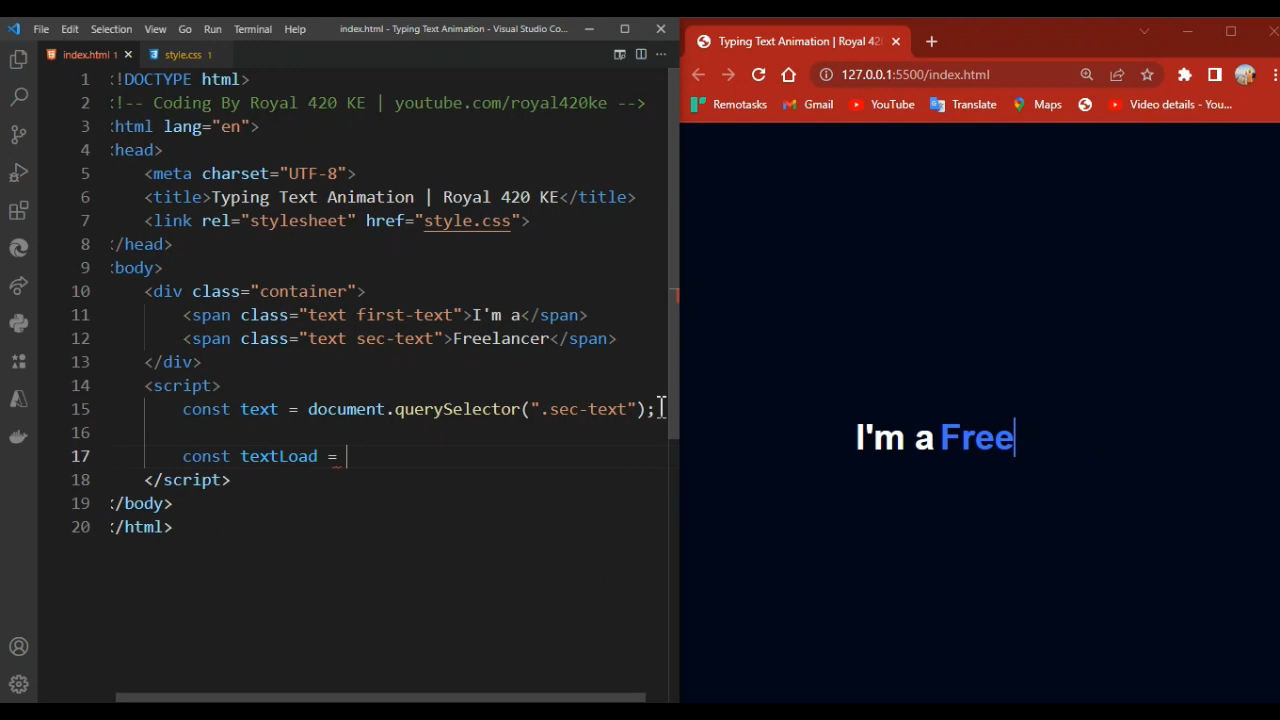 File Edit Selection View Go Run Terminal Help index.html - Typing Text Animation - Visual Studio Co...
index.html 1 style.css 1
1 !DOCTYPE html>
2 !-- Coding By Royal 420 KE | youtube.com/royal420ke -->
3 html lang="en">
4 head>
5 <meta charset="UTF-8">
6 <title>Typing Text Animation | Royal 420 KE</title>
7 <link rel="stylesheet" href="style.css">
8 /head>
9 body>
10 <div class="container">
11 <span class="text first-text">I'm a</span>
12 <span class="text sec-text">Freelancer</span>
13 </div>
14 <script>
15 const text = document.querySelector(".sec-text");
16
17 const textLoad =
18 </script>
19 /body>
20 /html>
Typing Text Animation | Royal 42
127.0.0.1:5500/index.html
Remotasks Gmail YouTube Translate Maps Video details - You...
I'm a Free